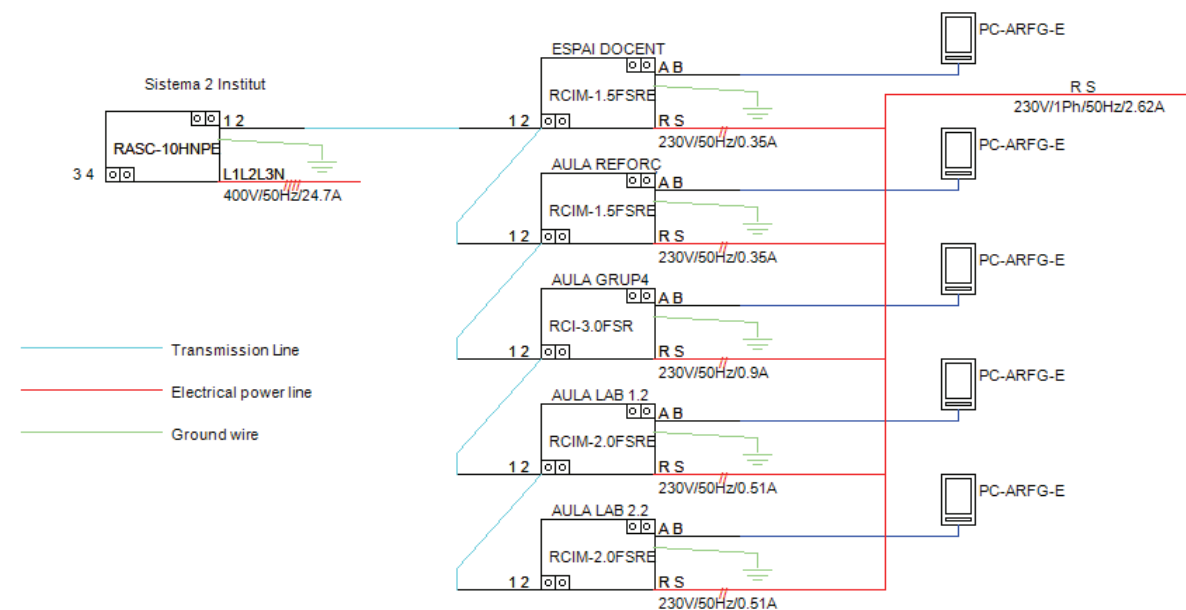 Sistema 2 Institut
1 2
RASC-10HNPE
3 4
L1L2L3N
400V/50Hz/24.7A
ESPAI DOCENT
A B
RCIM-1.5FSRE
1 2
R S
230V/50Hz/0.35A
PC-ARFG-E
R S
230V/1Ph/50Hz/2.62A
AULA REFORC
A B
RCIM-1.5FSRE
1 2
R S
230V/50Hz/0.35A
PC-ARFG-E
AULA GRUP4
A B
RCI-3.0FSR
1 2
R S
230V/50Hz/0.9A
PC-ARFG-E
AULA LAB 1.2
A B
RCIM-2.0FSRE
1 2
R S
230V/50Hz/0.51A
PC-ARFG-E
AULA LAB 2.2
A B
RCIM-2.0FSRE
1 2
R S
230V/50Hz/0.51A
PC-ARFG-E
Transmission Line
Electrical power line
Ground wire